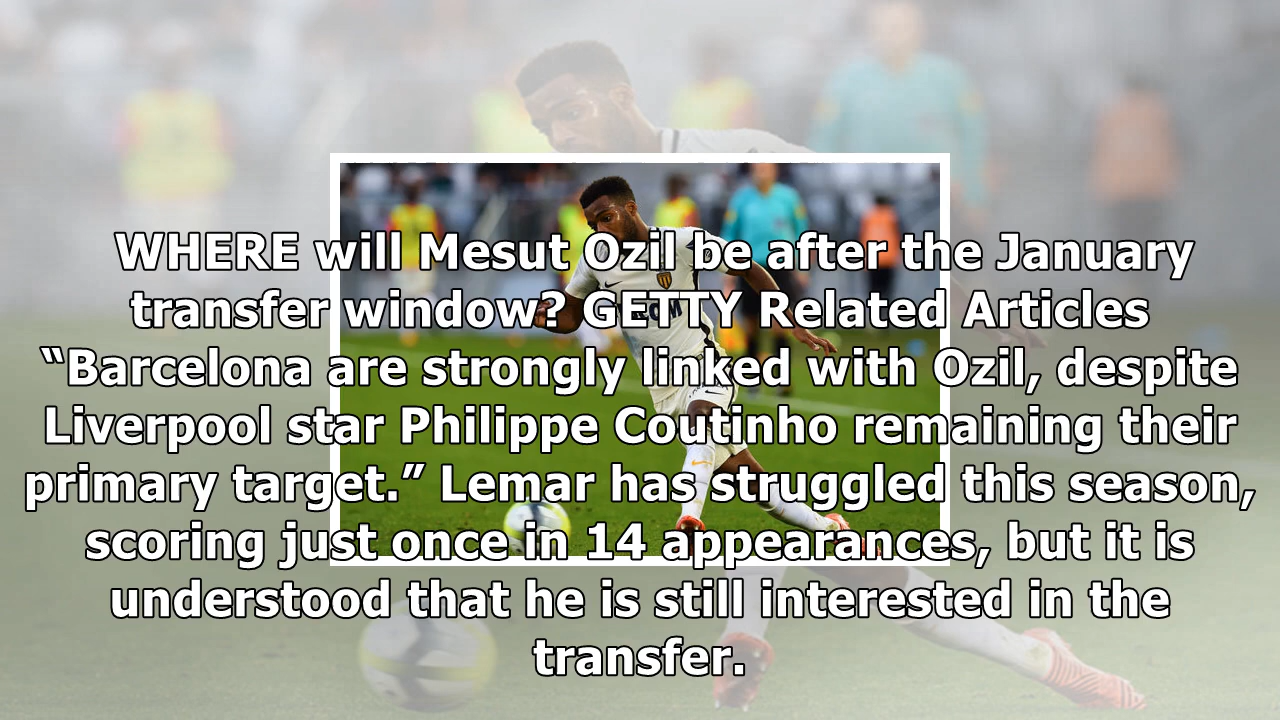 WHERE will Mesut Ozil be after the January
transfer window? GETTY Related Articles
“Barcelona are strongly linked with Ozil, despite
Liverpool star Philippe Coutinho remaining their
primary target.” Lemar has struggled this season,
scoring just once in 14 appearances, but it is
understood that he is still interested in the
transfer.